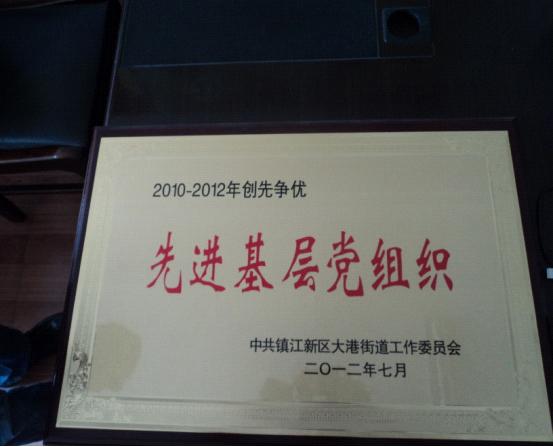 2010-2012年创先争优
先进基层党组织
中共镇江新区大港街道工作委员会
二〇一二年七月